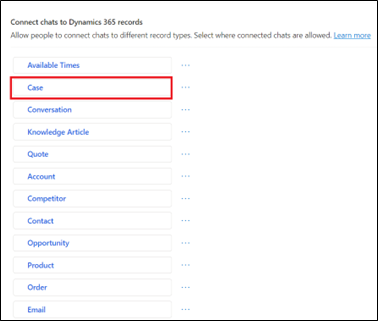 Connect chats to Dynamics 365 records
Allow people to connect chats to different record types. Select where connected chats are allowed. Learn more
Available Times ...
Case ...
Conversation ...
Knowledge Article ...
Quote ...
Account ...
Competitor ...
Contact ...
Opportunity ...
Product ...
Order ...
Email ...